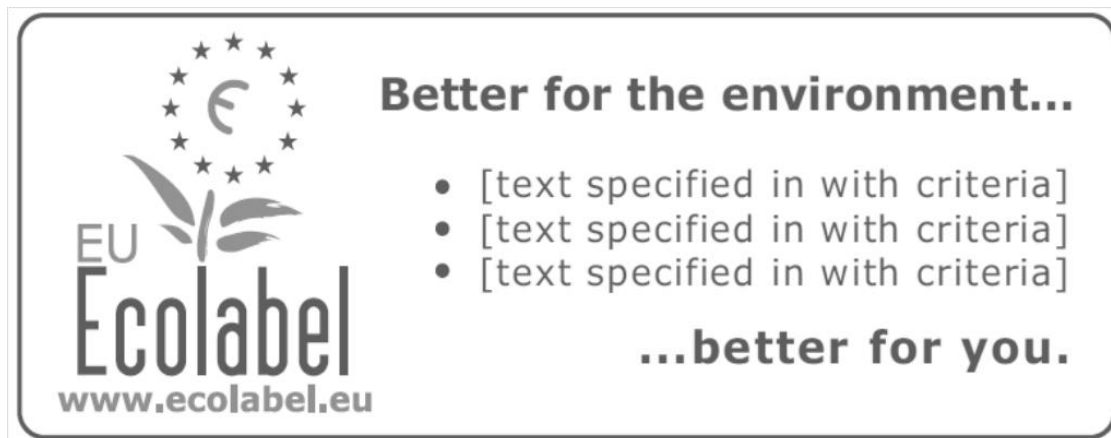 EU
Ecolabel
www.ecolabel.eu
Better for the environment...
• [text specified in with criteria]
• [text specified in with criteria]
• [text specified in with criteria]
...better for you.